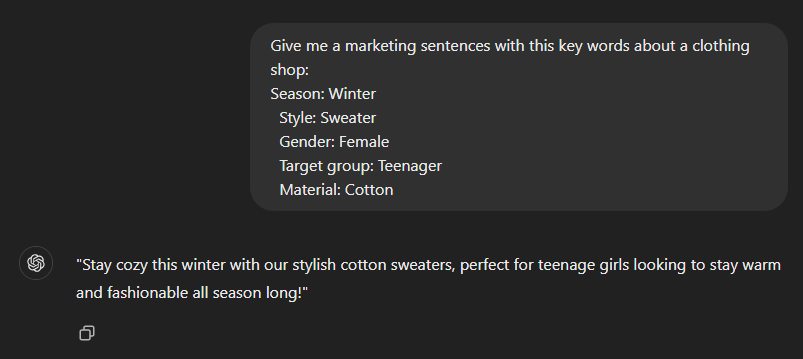 Give me a marketing sentences with this key words about a clothing
shop:
Season: Winter
Style: Sweater
Gender: Female
Target group: Teenager
Material: Cotton
"Stay cozy this winter with our stylish cotton sweaters, perfect for teenage girls looking to stay warm
and fashionable all season long!"